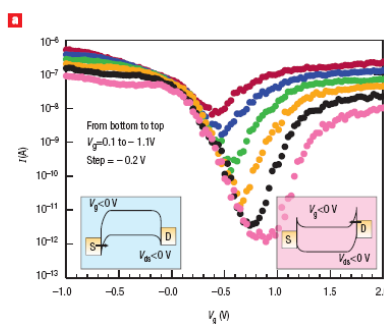 a
10⁻⁶
10⁻⁷
10⁻⁸
10⁻⁹
10⁻¹⁰
10⁻¹¹
10⁻¹²
10⁻¹³
I(A)
From bottom to top
Vg=0.1 to – 1.1V
Step = – 0.2 V
Vg<0 V
S
D
Vds<0 V
Vg<0 V
S
D
Vds<0 V
–1.0 –0.5 –0.0 –0.5 –1.0 –1.5 2.0
Vg (V)